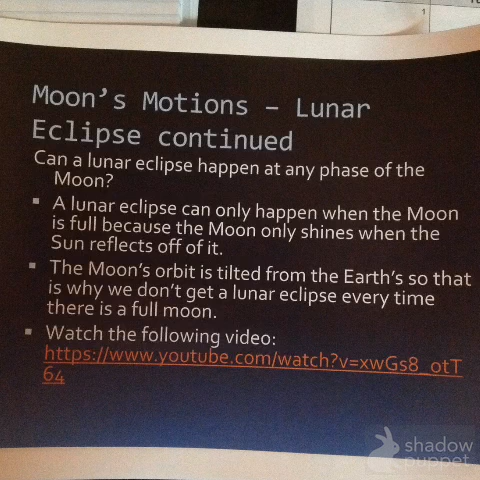 Moon's Motions – Lunar
Eclipse continued
Can a lunar eclipse happen at any phase of the
Moon?
▪ A lunar eclipse can only happen when the Moon
is full because the Moon only shines when the
Sun reflects off of it.
▪ The Moon's orbit is tilted from the Earth's so that
is why we don't get a lunar eclipse every time
there is a full moon.
▪ Watch the following video:
https://www.youtube.com/watch?v=xwGs8_otT
64
shadow
puppet